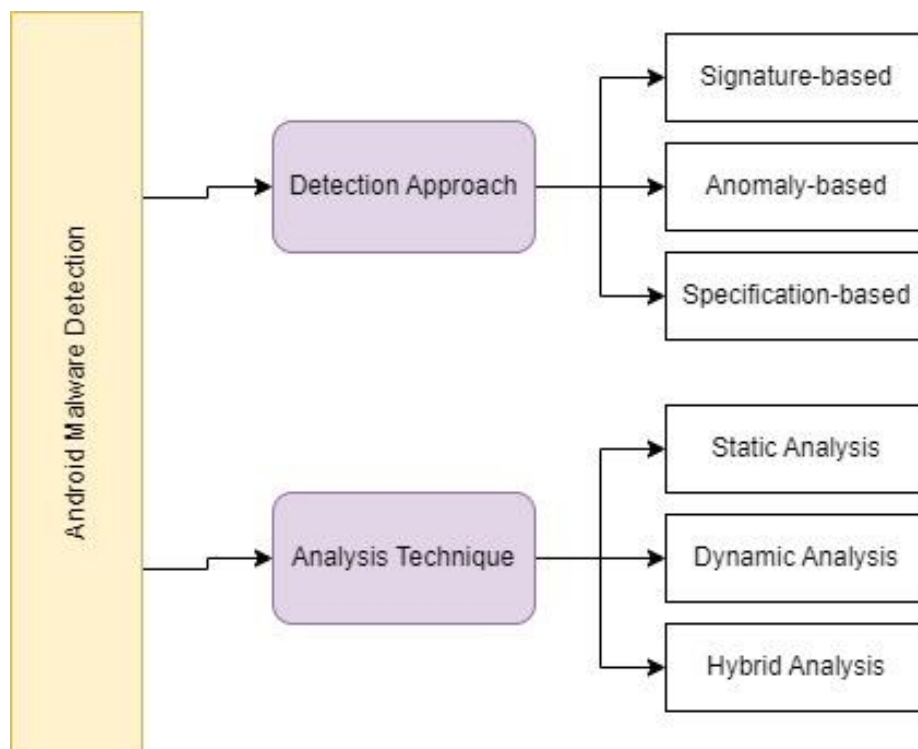 Android Malware Detection
Detection Approach
Signature-based
Anomaly-based
Specification-based
Analysis Technique
Static Analysis
Dynamic Analysis
Hybrid Analysis